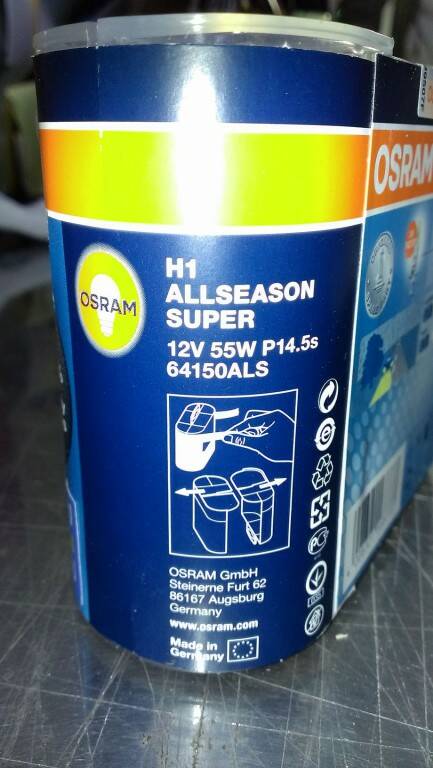 OSRAM
OSRAM
H1
ALLSEASON
SUPER
12V 55W P14.5s
64150ALS
OSRAM GmbH
Steinerne Furt 62
86167 Augsburg
Germany
www.osram.com
Made in
Germany